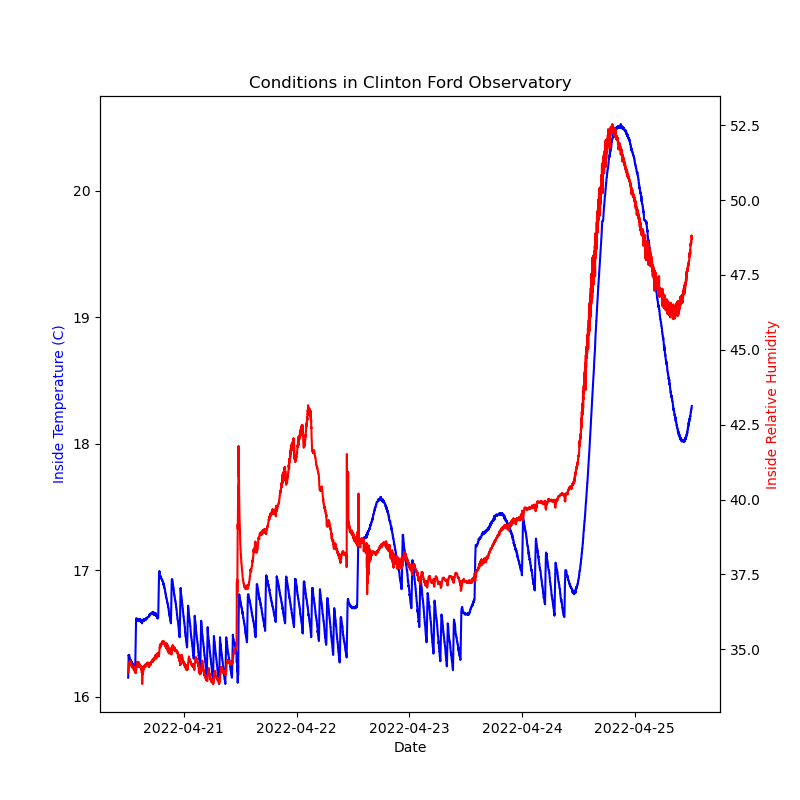 Conditions in Clinton Ford Observatory
Inside Temperature (C)
20
19
18
17
16
52.5
50.0
47.5
45.0
42.5
40.0
37.5
35.0
Inside Relative Humidity
2022-04-21 2022-04-22 2022-04-23 2022-04-24 2022-04-25
Date